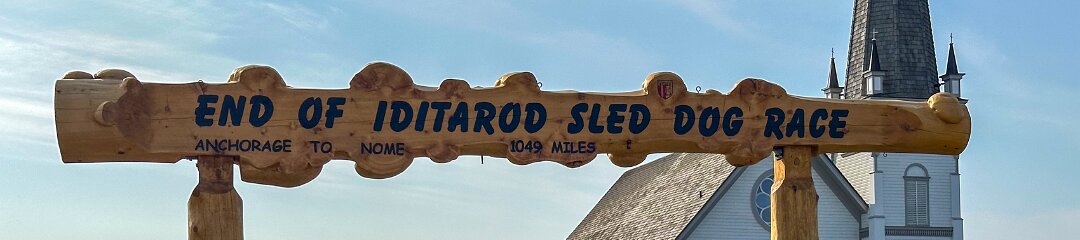 END OF IDITAROD SLED DOG RACE
ANCHORAGE TO NOME 1049 MILES